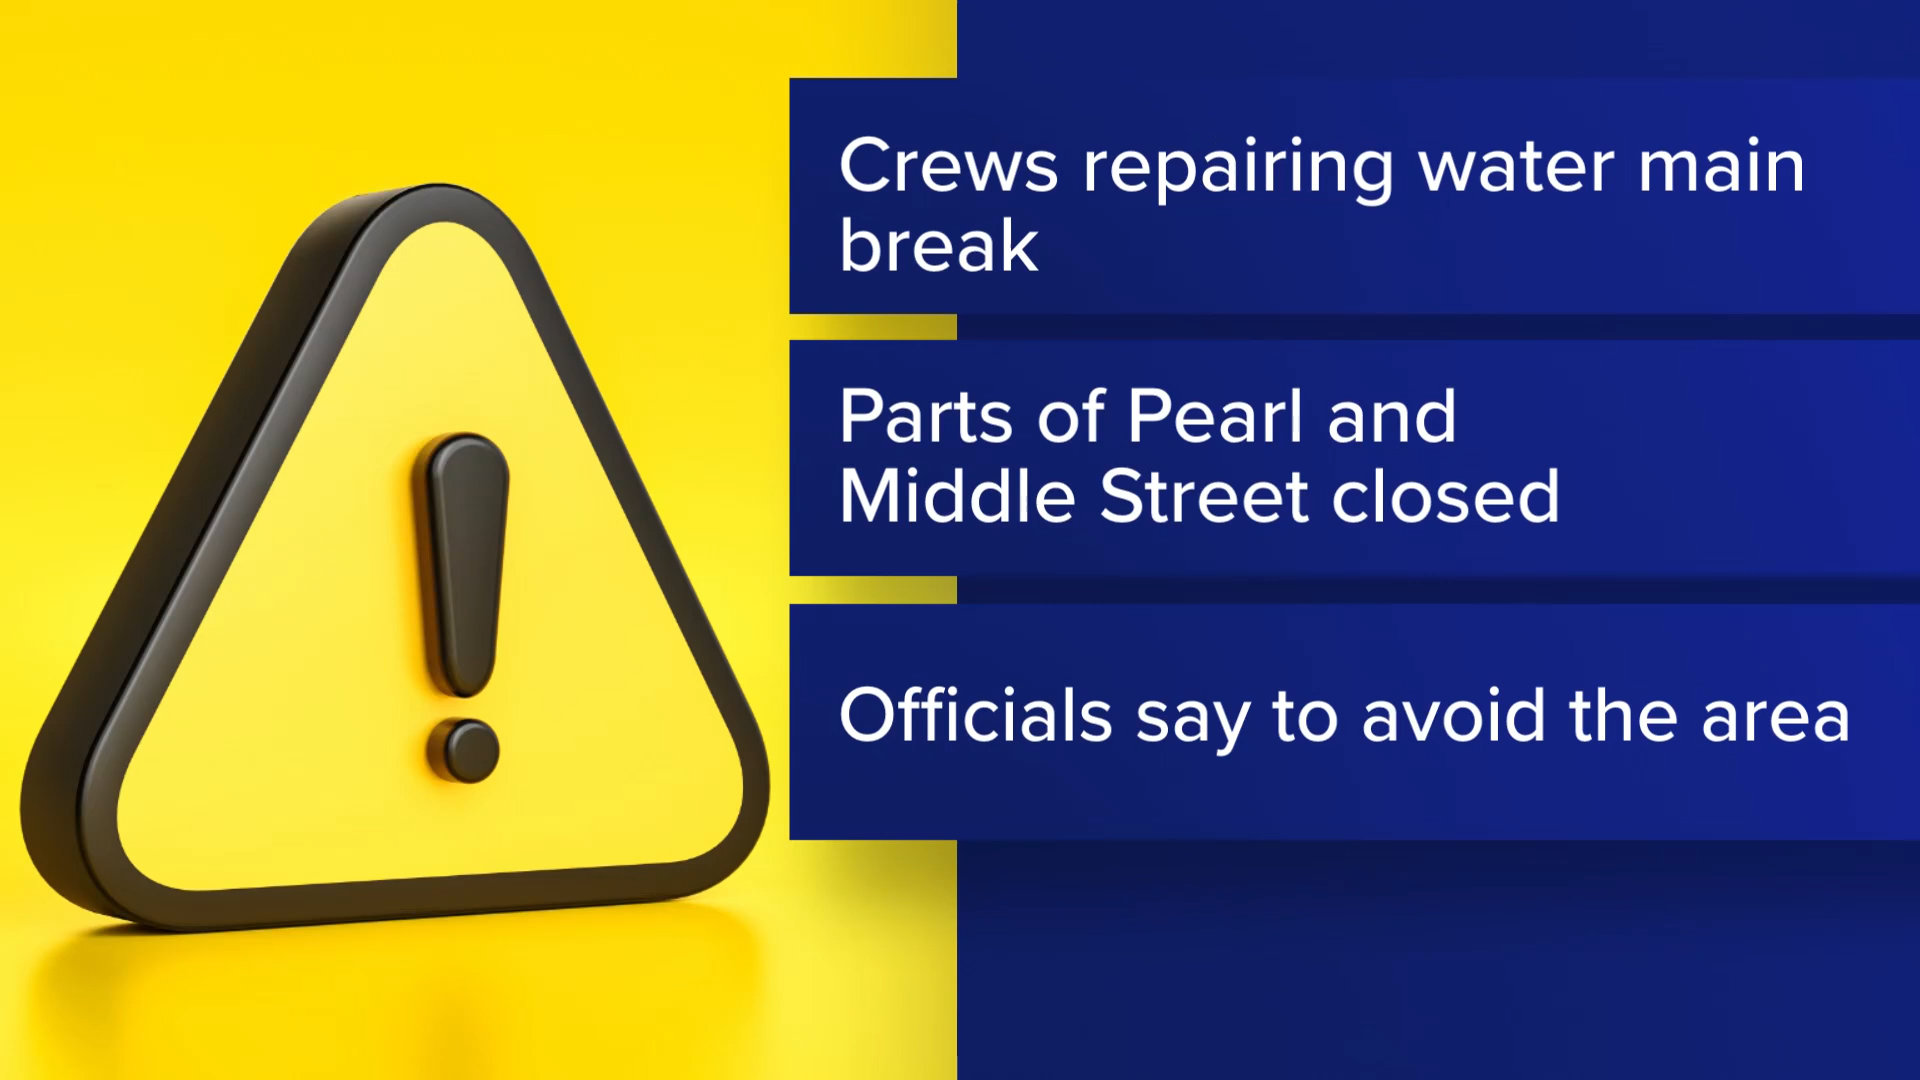 Crews repairing water main
break
Parts of Pearl and
Middle Street closed
Officials say to avoid the area